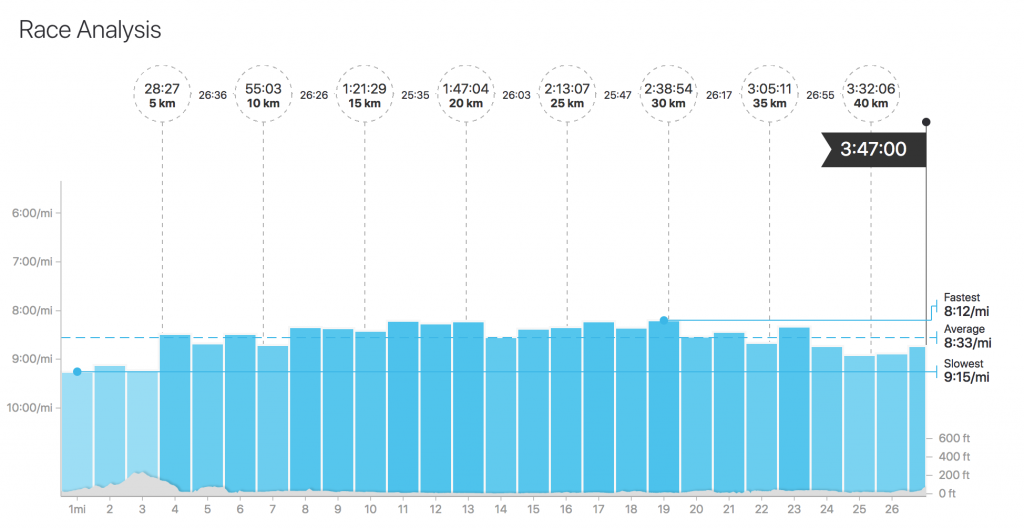 Race Analysis
28:27 26:36 55:03 26:26 1:21:29 25:35 1:47:04 26:03 2:13:07 25:47 2:38:54 26:17 3:05:11 26:55 3:32:06
5 km 10 km 15 km 20 km 25 km 30 km 35 km 40 km
3:47:00
6:00/mi
7:00/mi
8:00/mi
9:00/mi
10:00/mi
Fastest
8:12/mi
Average
8:33/mi
Slowest
9:15/mi
600 ft
400 ft
200 ft
0 ft
1mi 2 3 4 5 6 7 8 9 10 11 12 13 14 15 16 17 18 19 20 21 22 23 24 25 26